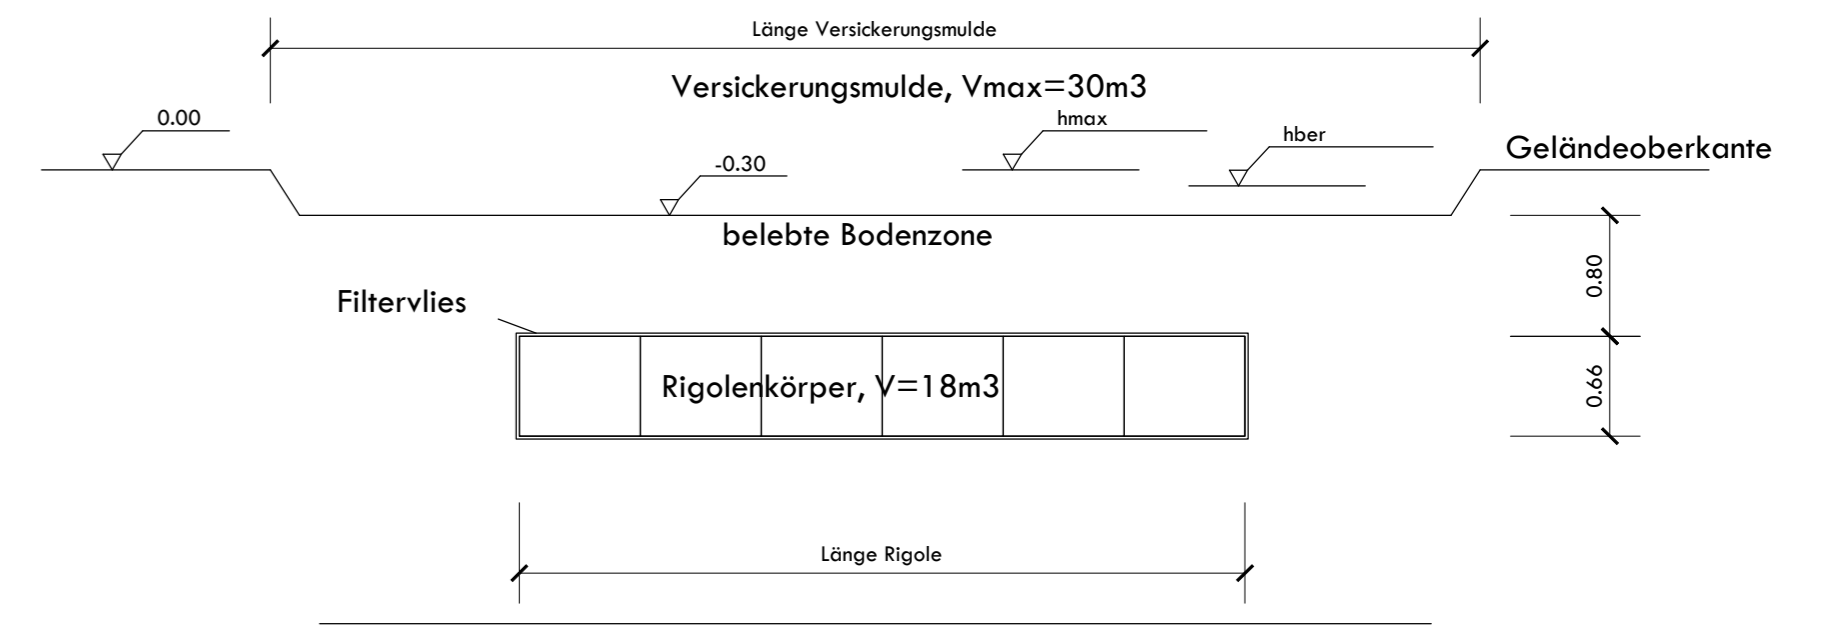 Länge Versickerungsmulde
Versickerungsmulde, Vmax=30m3
0.00
hmax
hber
Geländeoberkante
-0.30
belebte Bodenzone
0.80
Filtervlies
Rigolenkörper, V=18m3
0.66
Länge Rigole